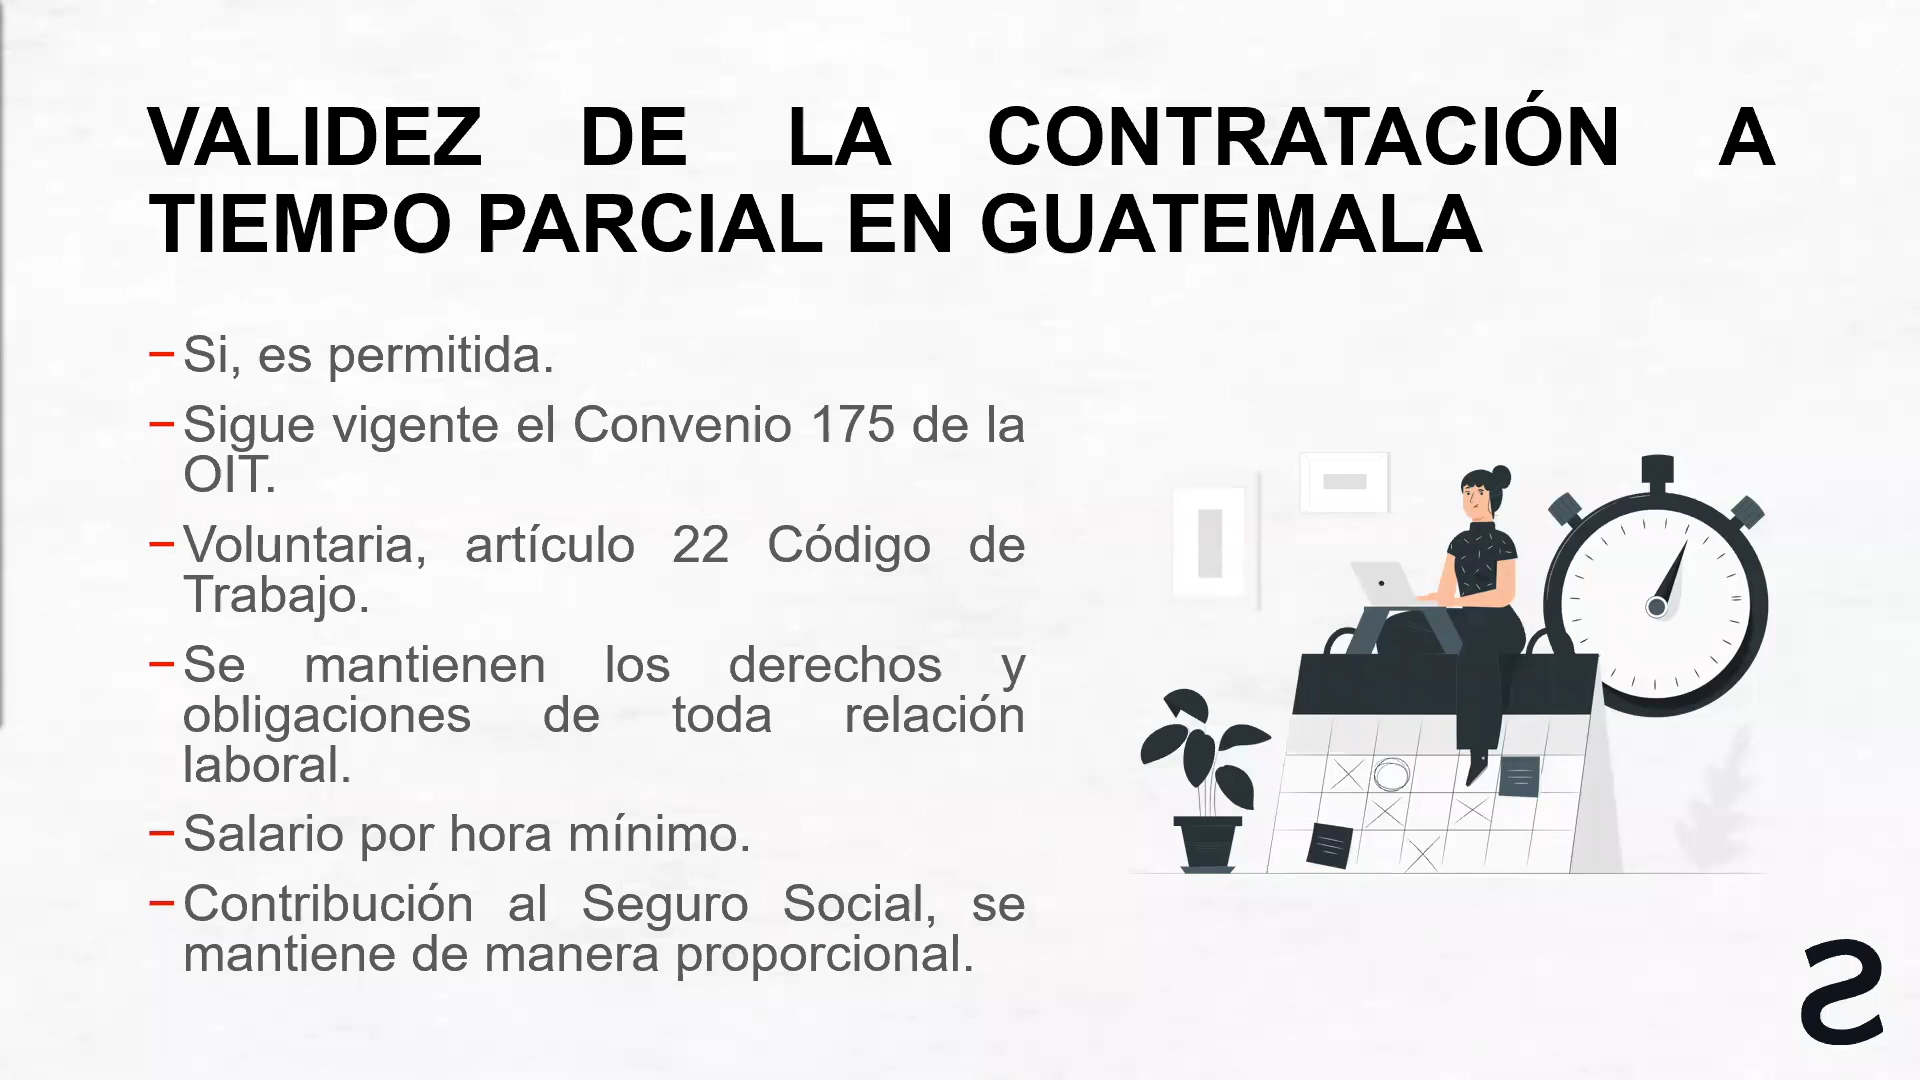 VALIDEZ DE LA CONTRATACIÓN A
TIEMPO PARCIAL EN GUATEMALA
– Si, es permitida.
– Sigue vigente el Convenio 175 de la
OIT.
– Voluntaria, artículo 22 Código de
Trabajo.
– Se mantienen los derechos y
obligaciones de toda relación
laboral.
– Salario por hora mínimo.
– Contribución al Seguro Social, se
mantiene de manera proporcional.